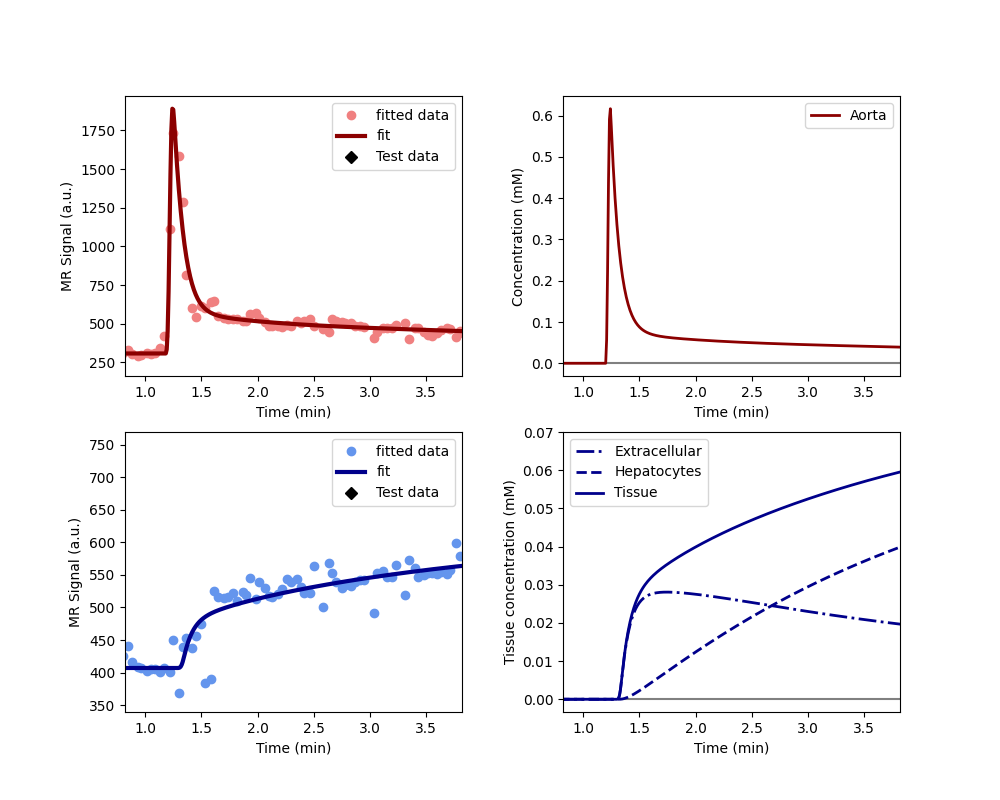 MR Signal (a.u.)
1750
1500
1250
1000
750
500
250
fitted data
fit
Test data
1.0 1.5 2.0 2.5 3.0 3.5
Time (min)
Concentration (mM)
0.6
0.5
0.4
0.3
0.2
0.1
0.0
Aorta
1.0 1.5 2.0 2.5 3.0 3.5
Time (min)
MR Signal (a.u.)
750
700
650
600
550
500
450
400
350
fitted data
fit
Test data
1.0 1.5 2.0 2.5 3.0 3.5
Time (min)
Tissue concentration (mM)
0.07
0.06
0.05
0.04
0.03
0.02
0.01
0.00
Extracellular
Hepatocytes
Tissue
1.0 1.5 2.0 2.5 3.0 3.5
Time (min)